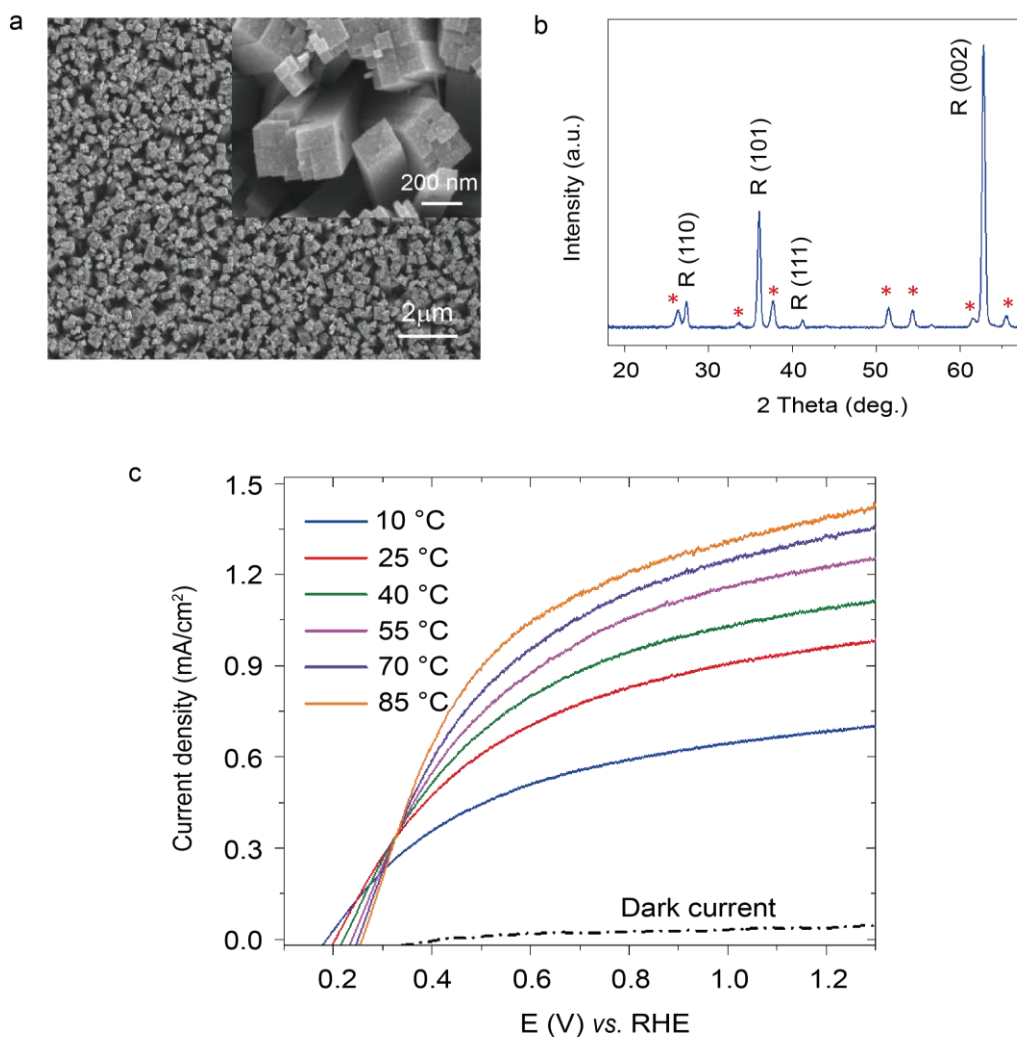 a
200 nm
2μm
b
Intensity (a.u.)
* R (110) * R (101) * R (111) * * * R (002) *
20 30 40 50 60
2 Theta (deg.)
c
Current density (mA/cm²)
1.5
1.2
0.9
0.6
0.3
0.0
10 °C
25 °C
40 °C
55 °C
70 °C
85 °C
Dark current
0.2 0.4 0.6 0.8 1.0 1.2
E (V) vs. RHE